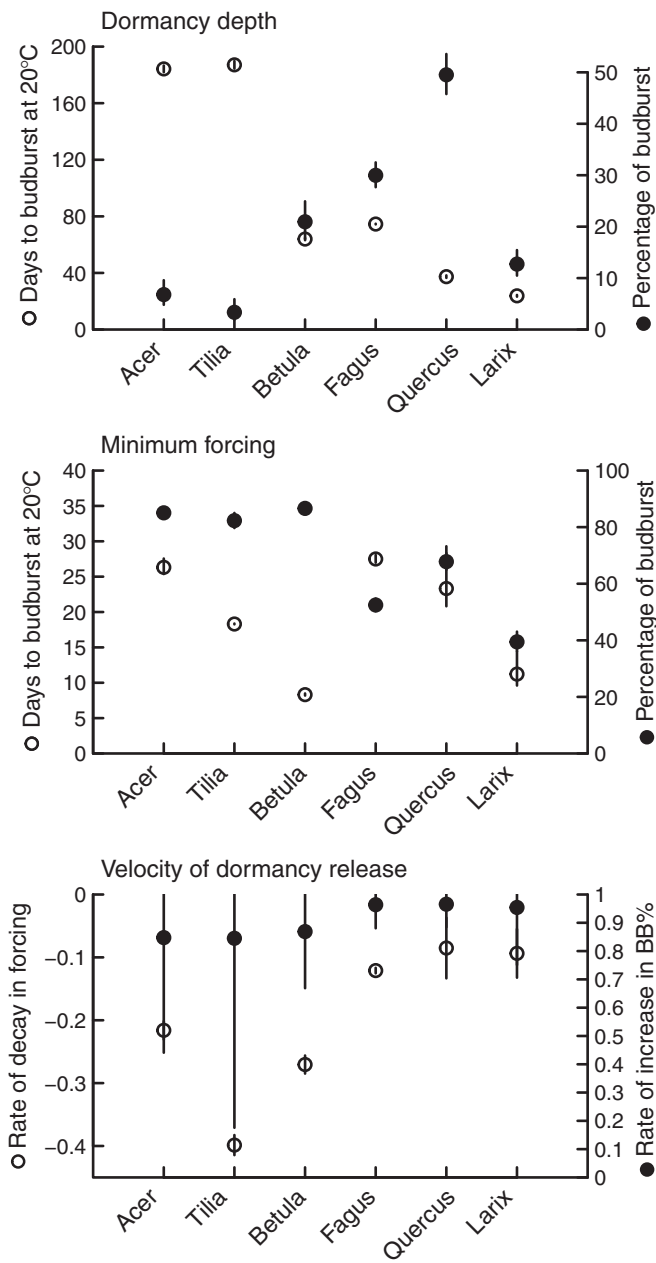 Dormancy depth
Days to budburst at 20°C
200
160
120
80
40
0
50
40
30
20
10
0
Percentage of budburst
Acer
Tilia
Betula
Fagus
Quercus
Larix
Minimum forcing
Days to budburst at 20°C
40
35
30
25
20
15
10
5
0
100
80
60
40
20
0
Percentage of budburst
Acer
Tilia
Betula
Fagus
Quercus
Larix
Velocity of dormancy release
Rate of decay in forcing
0
−0.1
−0.2
−0.3
−0.4
1
0.9
0.8
0.7
0.6
0.5
0.4
0.3
0.2
0.1
0
Rate of increase in BB%
Acer
Tilia
Betula
Fagus
Quercus
Larix